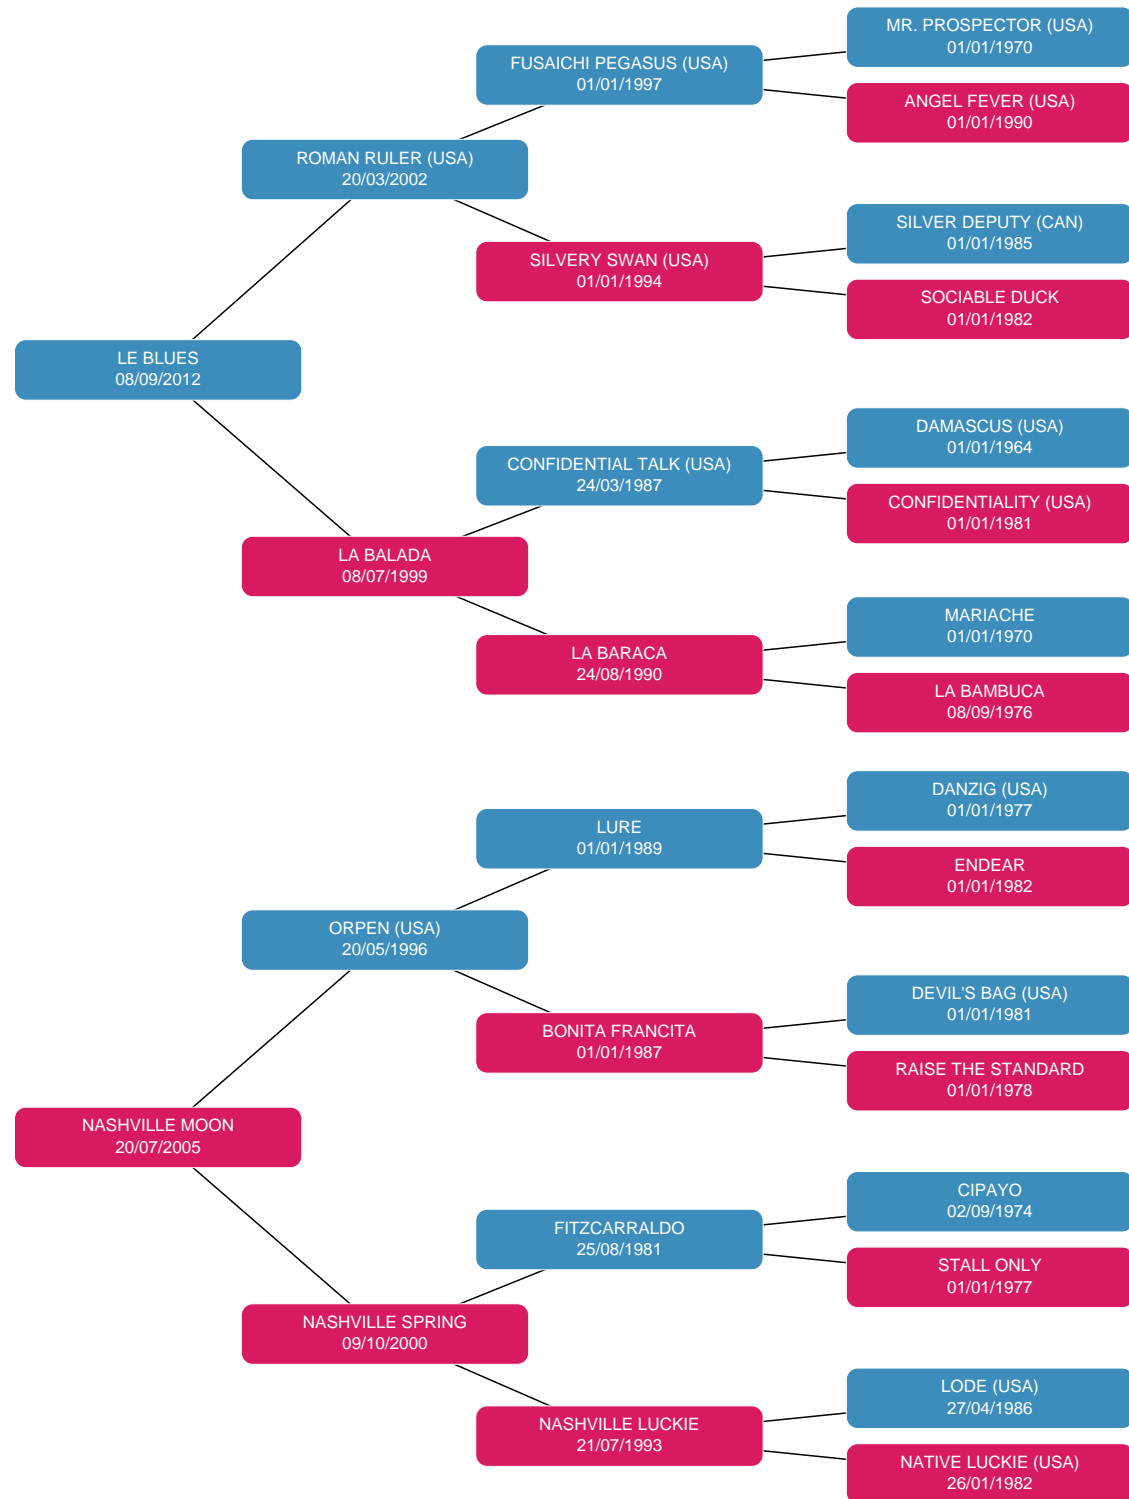 MR. PROSPECTOR (USA)
01/01/1970
FUSAICHI PEGASUS (USA)
01/01/1997
ANGEL FEVER (USA)
01/01/1990
ROMAN RULER (USA)
20/03/2002
SILVER DEPUTY (CAN)
01/01/1985
SILVERY SWAN (USA)
01/01/1994
SOCIABLE DUCK
01/01/1982
LE BLUES
08/09/2012
DAMASCUS (USA)
01/01/1964
CONFIDENTIAL TALK (USA)
24/03/1987
CONFIDENTIALITY (USA)
01/01/1981
LA BALADA
08/07/1999
MARIACHE
01/01/1970
LA BARACA
24/08/1990
LA BAMBUCA
08/09/1976
DANZIG (USA)
01/01/1977
LURE
01/01/1989
ENDEAR
01/01/1982
ORPEN (USA)
20/05/1996
DEVIL'S BAG (USA)
01/01/1981
BONITA FRANCITA
01/01/1987
RAISE THE STANDARD
01/01/1978
NASHVILLE MOON
20/07/2005
CIPAYO
02/09/1974
FITZCARRALDO
25/08/1981
STALL ONLY
01/01/1977
NASHVILLE SPRING
09/10/2000
LODE (USA)
27/04/1986
NASHVILLE LUCKIE
21/07/1993
NATIVE LUCKIE (USA)
26/01/1982